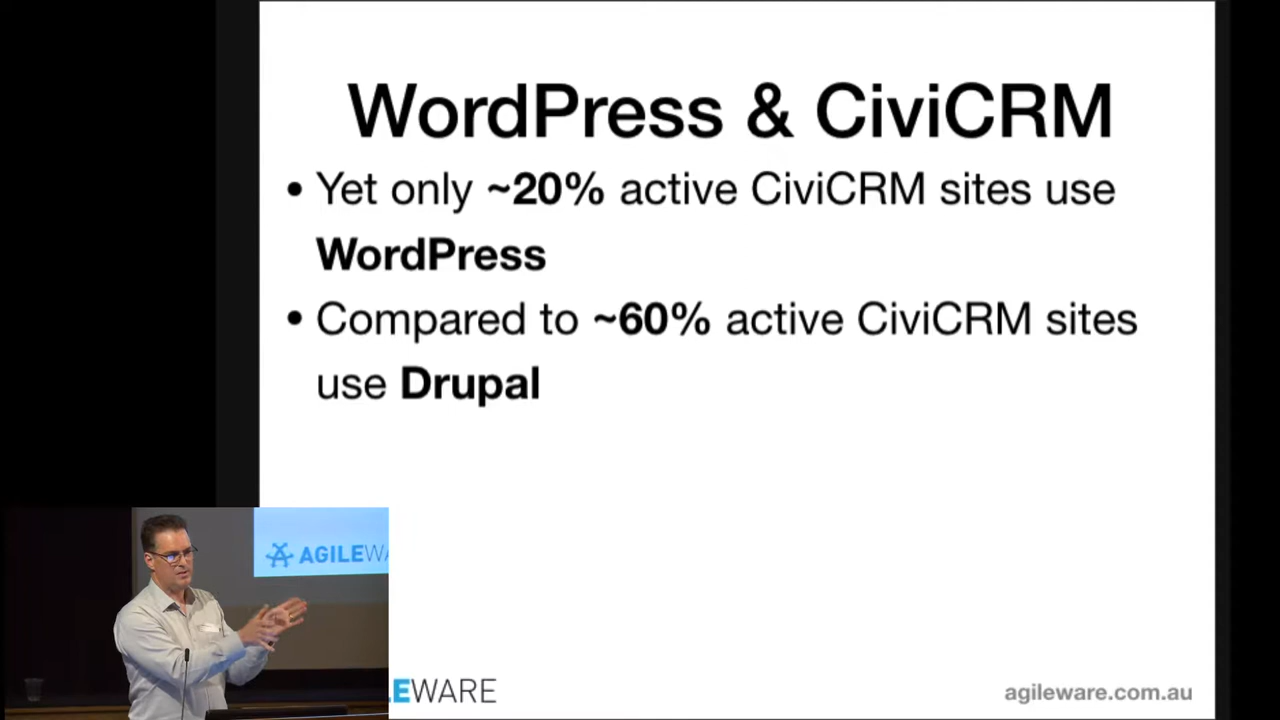 WordPress & CiviCRM
• Yet only ~20% active CiviCRM sites use
WordPress
• Compared to ~60% active CiviCRM sites
use Drupal
AGILEWA
LEWARE
agileware.com.au